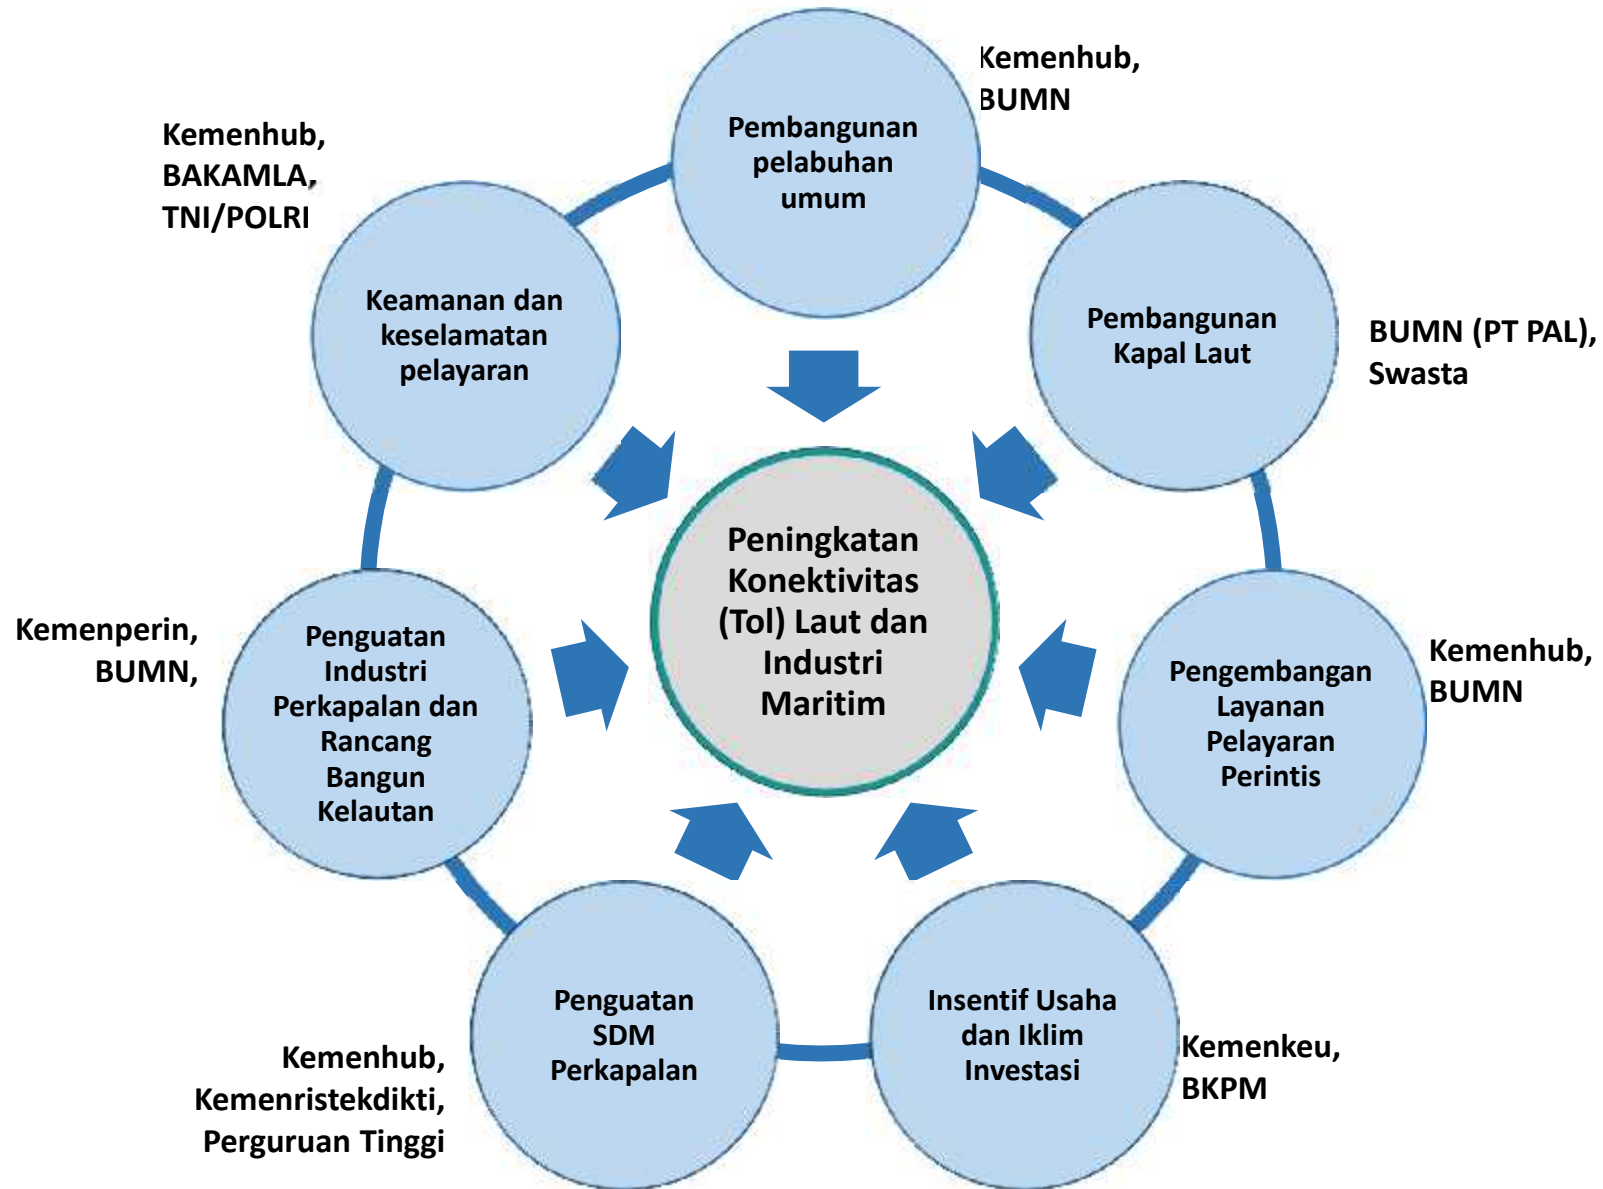 Kemenhub,
BUMN
Pembangunan
pelabuhan
umum
Kemenhub,
BAKAMLA,
TNI/POLRI
Keamanan dan
keselamatan
pelayaran
Pembangunan
Kapal Laut
BUMN (PT PAL),
Swasta
Peningkatan
Konektivitas
(Tol) Laut dan
Industri
Maritim
Kemenperin,
BUMN,
Penguatan
Industri
Perkapalan dan
Rancang
Bangun
Kelautan
Pengembangan
Layanan
Pelayaran
Perintis
Kemenhub,
BUMN
Penguatan
SDM
Perkapalan
Kemenhub,
Kemenristekdikti,
Perguruan Tinggi
Insentif Usaha
dan Iklim
Investasi
Kemenkeu,
BKPM